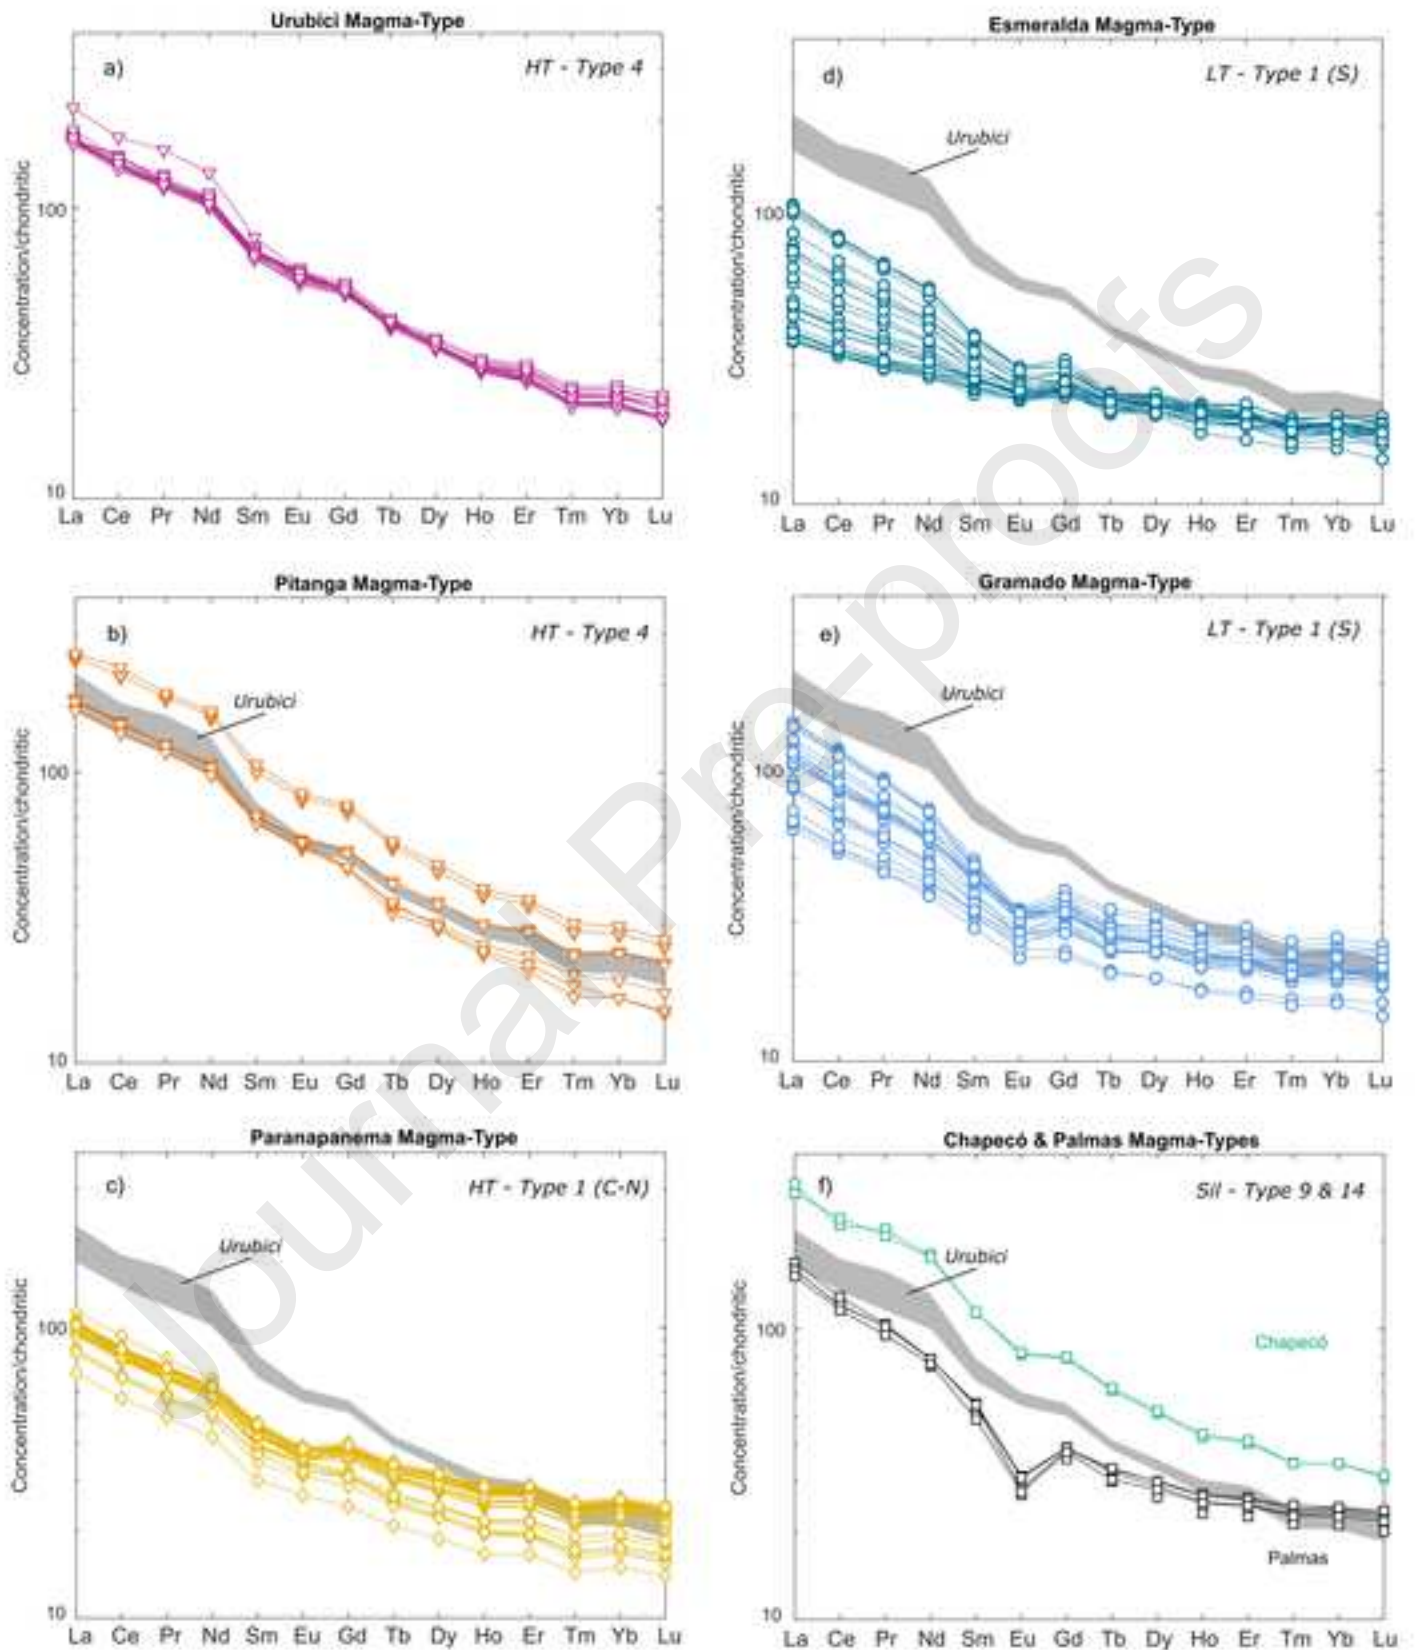 Urubici Magma-Type
a)
HT - Type 4
Concentration/chondritic
100
10
La Ce Pr Nd Sm Eu Gd Tb Dy Ho Er Tm Yb Lu
Esmeralda Magma-Type
d)
LT - Type 1 (S)
Urubici
Concentration/chondritic
100
10
La Ce Pr Nd Sm Eu Gd Tb Dy Ho Er Tm Yb Lu
Pitanga Magma-Type
b)
HT - Type 4
Urubici
Concentration/chondritic
100
10
La Ce Pr Nd Sm Eu Gd Tb Dy Ho Er Tm Yb Lu
Gramado Magma-Type
e)
LT - Type 1 (S)
Urubici
Concentration/chondritic
100
10
La Ce Pr Nd Sm Eu Gd Tb Dy Ho Er Tm Yb Lu
Paranapanema Magma-Type
c)
HT - Type 1 (C-N)
Urubici
Concentration/chondritic
100
10
La Ce Pr Nd Sm Eu Gd Tb Dy Ho Er Tm Yb Lu
Chapecó & Palmas Magma-Types
f)
Sil - Type 9 & 14
Urubici
Chapecó
Palmas
Concentration/chondritic
100
10
La Ce Pr Nd Sm Eu Gd Tb Dy Ho Er Tm Yb Lu
Journal Pre-proofs